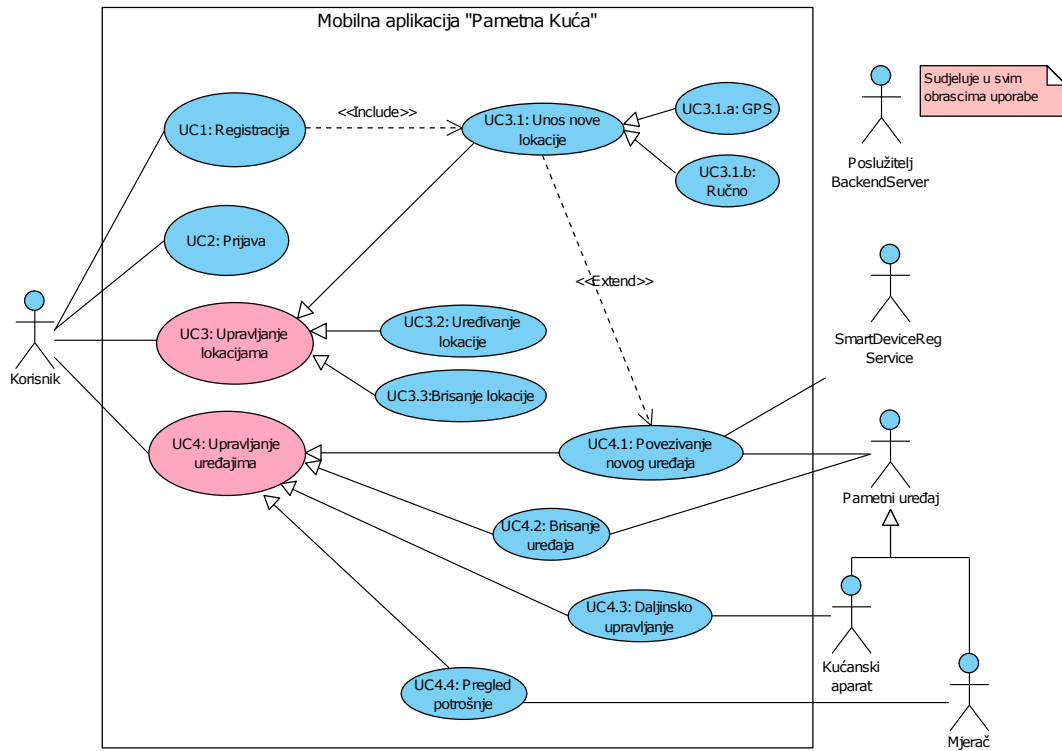 Mobilna aplikacija "Pametna Kuća"
UC1: Registracija
<<Include>>
UC3.1: Unos nove
lokacije
UC3.1.a: GPS
UC3.1.b:
Ručno
Sudjeluje u svim
obrascima uporabe
Poslužitelj
BackendServer
UC2: Prijava
<<Extend>>
SmartDeviceReg
Service
Korisnik
UC3: Upravljanje
lokacijama
UC3.2: Uređivanje
lokacije
UC3.3:Brisanje lokacije
UC4: Upravljanje
uređajima
UC4.1: Povezivanje
novog uređaja
Pametni uređaj
UC4.2: Brisanje
uređaja
UC4.3: Daljinsko
upravljanje
Kućanski
aparat
UC4.4: Pregled
potrošnje
Mjerač